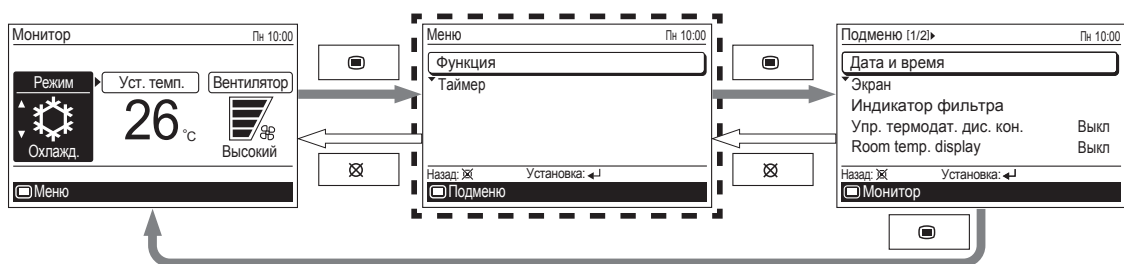 Монитор Пн 10:00
Режим Уст. темп. Вентилятор
26 °C
Охлажд. Высокий
Меню
Меню Пн 10:00
Функция
Таймер
Назад: Установка:
Подменю
Подменю [1/2] Пн 10:00
Дата и время
Экран
Индикатор фильтра
Упр. термодат. дис. кон. Выкл
Room temp. display Выкл
Назад: Установка:
Монитор